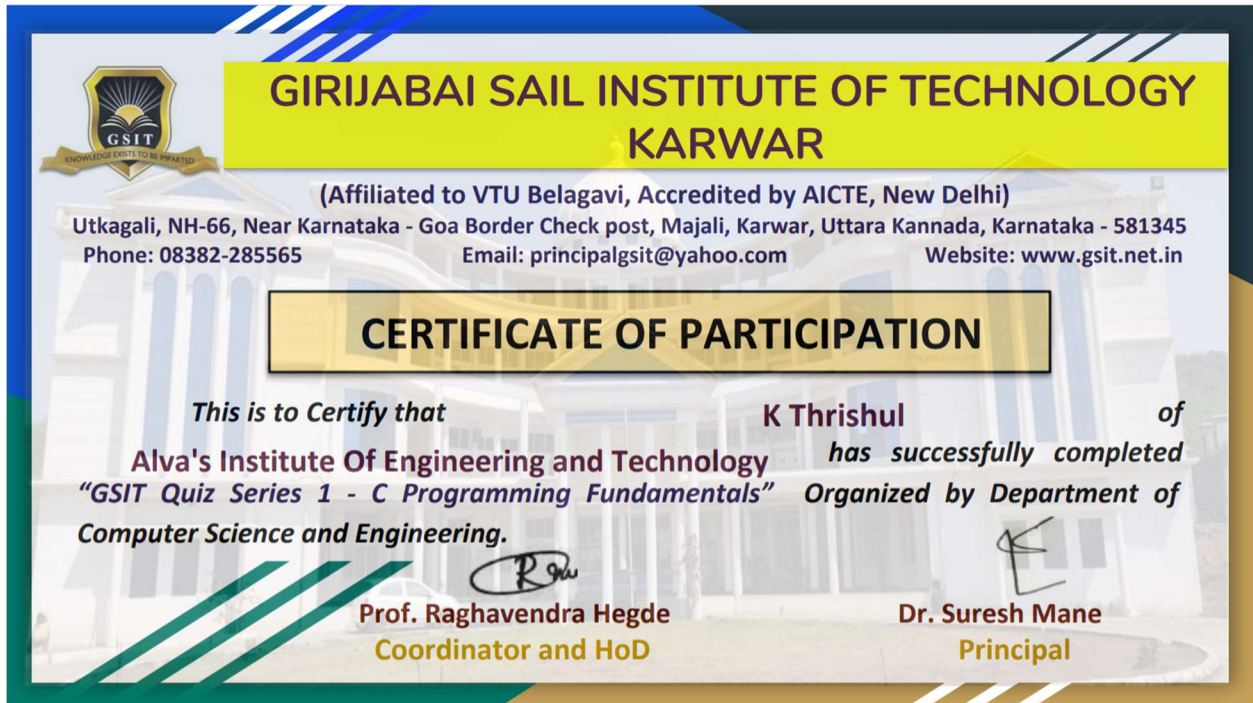 GSIT
KNOWLEDGE EXISTS TO BE IMPARTED
GIRIJABAI SAIL INSTITUTE OF TECHNOLOGY
KARWAR
(Affiliated to VTU Belagavi, Accredited by AICTE, New Delhi)
Utkagali, NH-66, Near Karnataka - Goa Border Check post, Majali, Karwar, Uttara Kannada, Karnataka - 581345
Phone: 08382-285565 Email: principalgsit@yahoo.com Website: www.gsit.net.in
CERTIFICATE OF PARTICIPATION
This is to Certify that K Thrishul of
Alva's Institute Of Engineering and Technology has successfully completed
“GSIT Quiz Series 1 - C Programming Fundamentals” Organized by Department of
Computer Science and Engineering.
Prof. Raghavendra Hegde Dr. Suresh Mane
Coordinator and HoD Principal